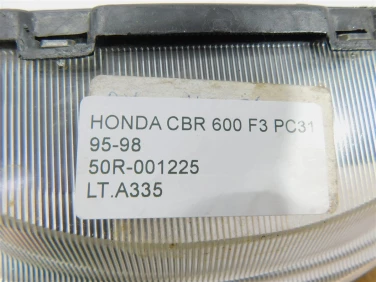 HONDA CBR 600 F3 PC31
95-98
50R-001225
LT.A335